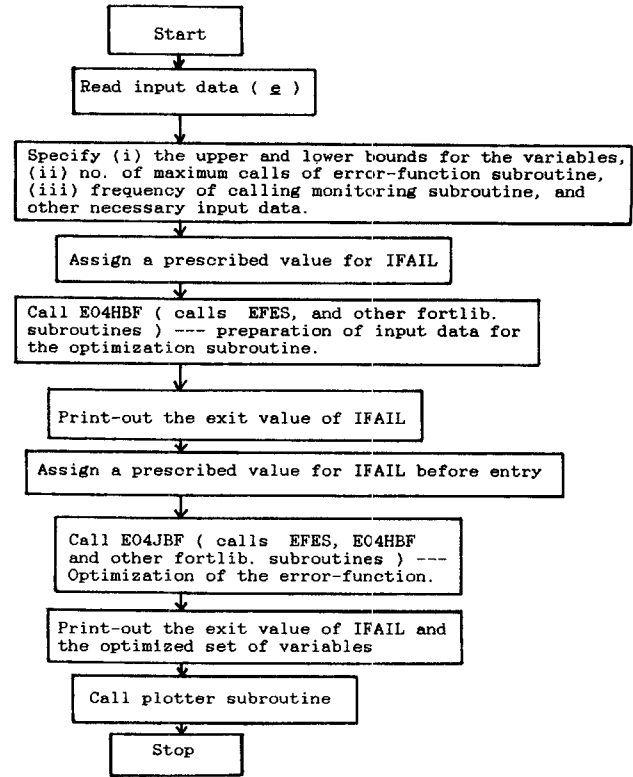 Start
Read input data ( e )
Specify (i) the upper and lower bounds for the variables,
(ii) no. of maximum calls of error-function subroutine,
(iii) frequency of calling monitoring subroutine, and
other necessary input data.
Assign a prescribed value for IFAIL
Call EO4HBF ( calls EFES, and other fortlib.
subroutines ) --- preparation of input data for
the optimization subroutine.
Print-out the exit value of IFAIL
Assign a prescribed value for IFAIL before entry
Call EO4JBF ( calls EFES, EO4HBF
and other fortlib. subroutines ) ---
Optimization of the error-function.
Print-out the exit value of IFAIL and
the optimized set of variables
Call plotter subroutine
Stop